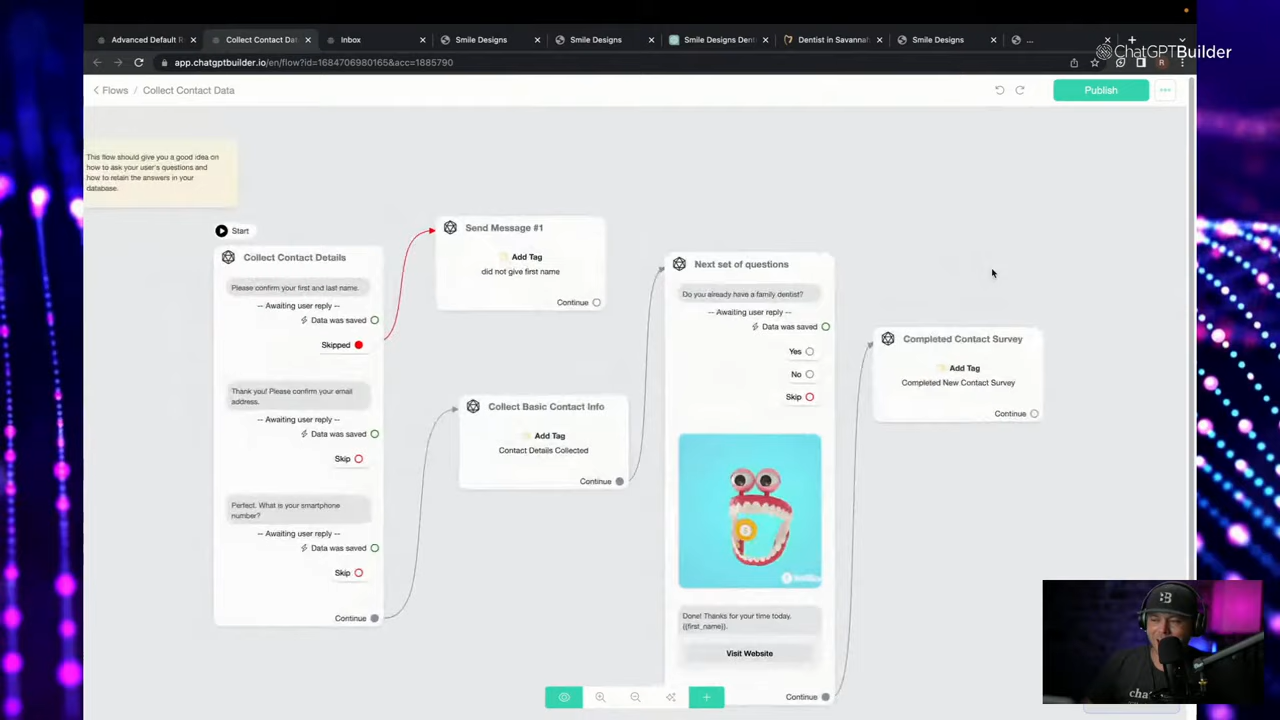 Advanced Default R
Collect Contact Dat
Inbox
Smile Designs
Smile Designs
Smile Designs Dent
Dentist in Savannah
Smile Designs
...
ChatGPTBuilder
app.chatgptbuilder.io/en/flow?id=1684706980165&acc=1885790
R
Flows / Collect Contact Data
Publish
This flow should give you a good idea on
how to ask your user's questions and
how to retain the answers in your
database.
Start
Collect Contact Details
Please confirm your first and last name.
-- Awaiting user reply --
Data was saved
Skipped
Thank you! Please confirm your email
address.
-- Awaiting user reply --
Data was saved
Skip
Perfect. What is your smartphone
number?
-- Awaiting user reply --
Data was saved
Skip
Continue
Send Message #1
Add Tag
did not give first name
Continue
Collect Basic Contact Info
Add Tag
Contact Details Collected
Continue
Next set of questions
Do you already have a family dentist?
-- Awaiting user reply --
Data was saved
Yes
No
Skip
Done! Thanks for your time today,
{{first_name}}.
Visit Website
Continue
Completed Contact Survey
Add Tag
Completed New Contact Survey
Continue